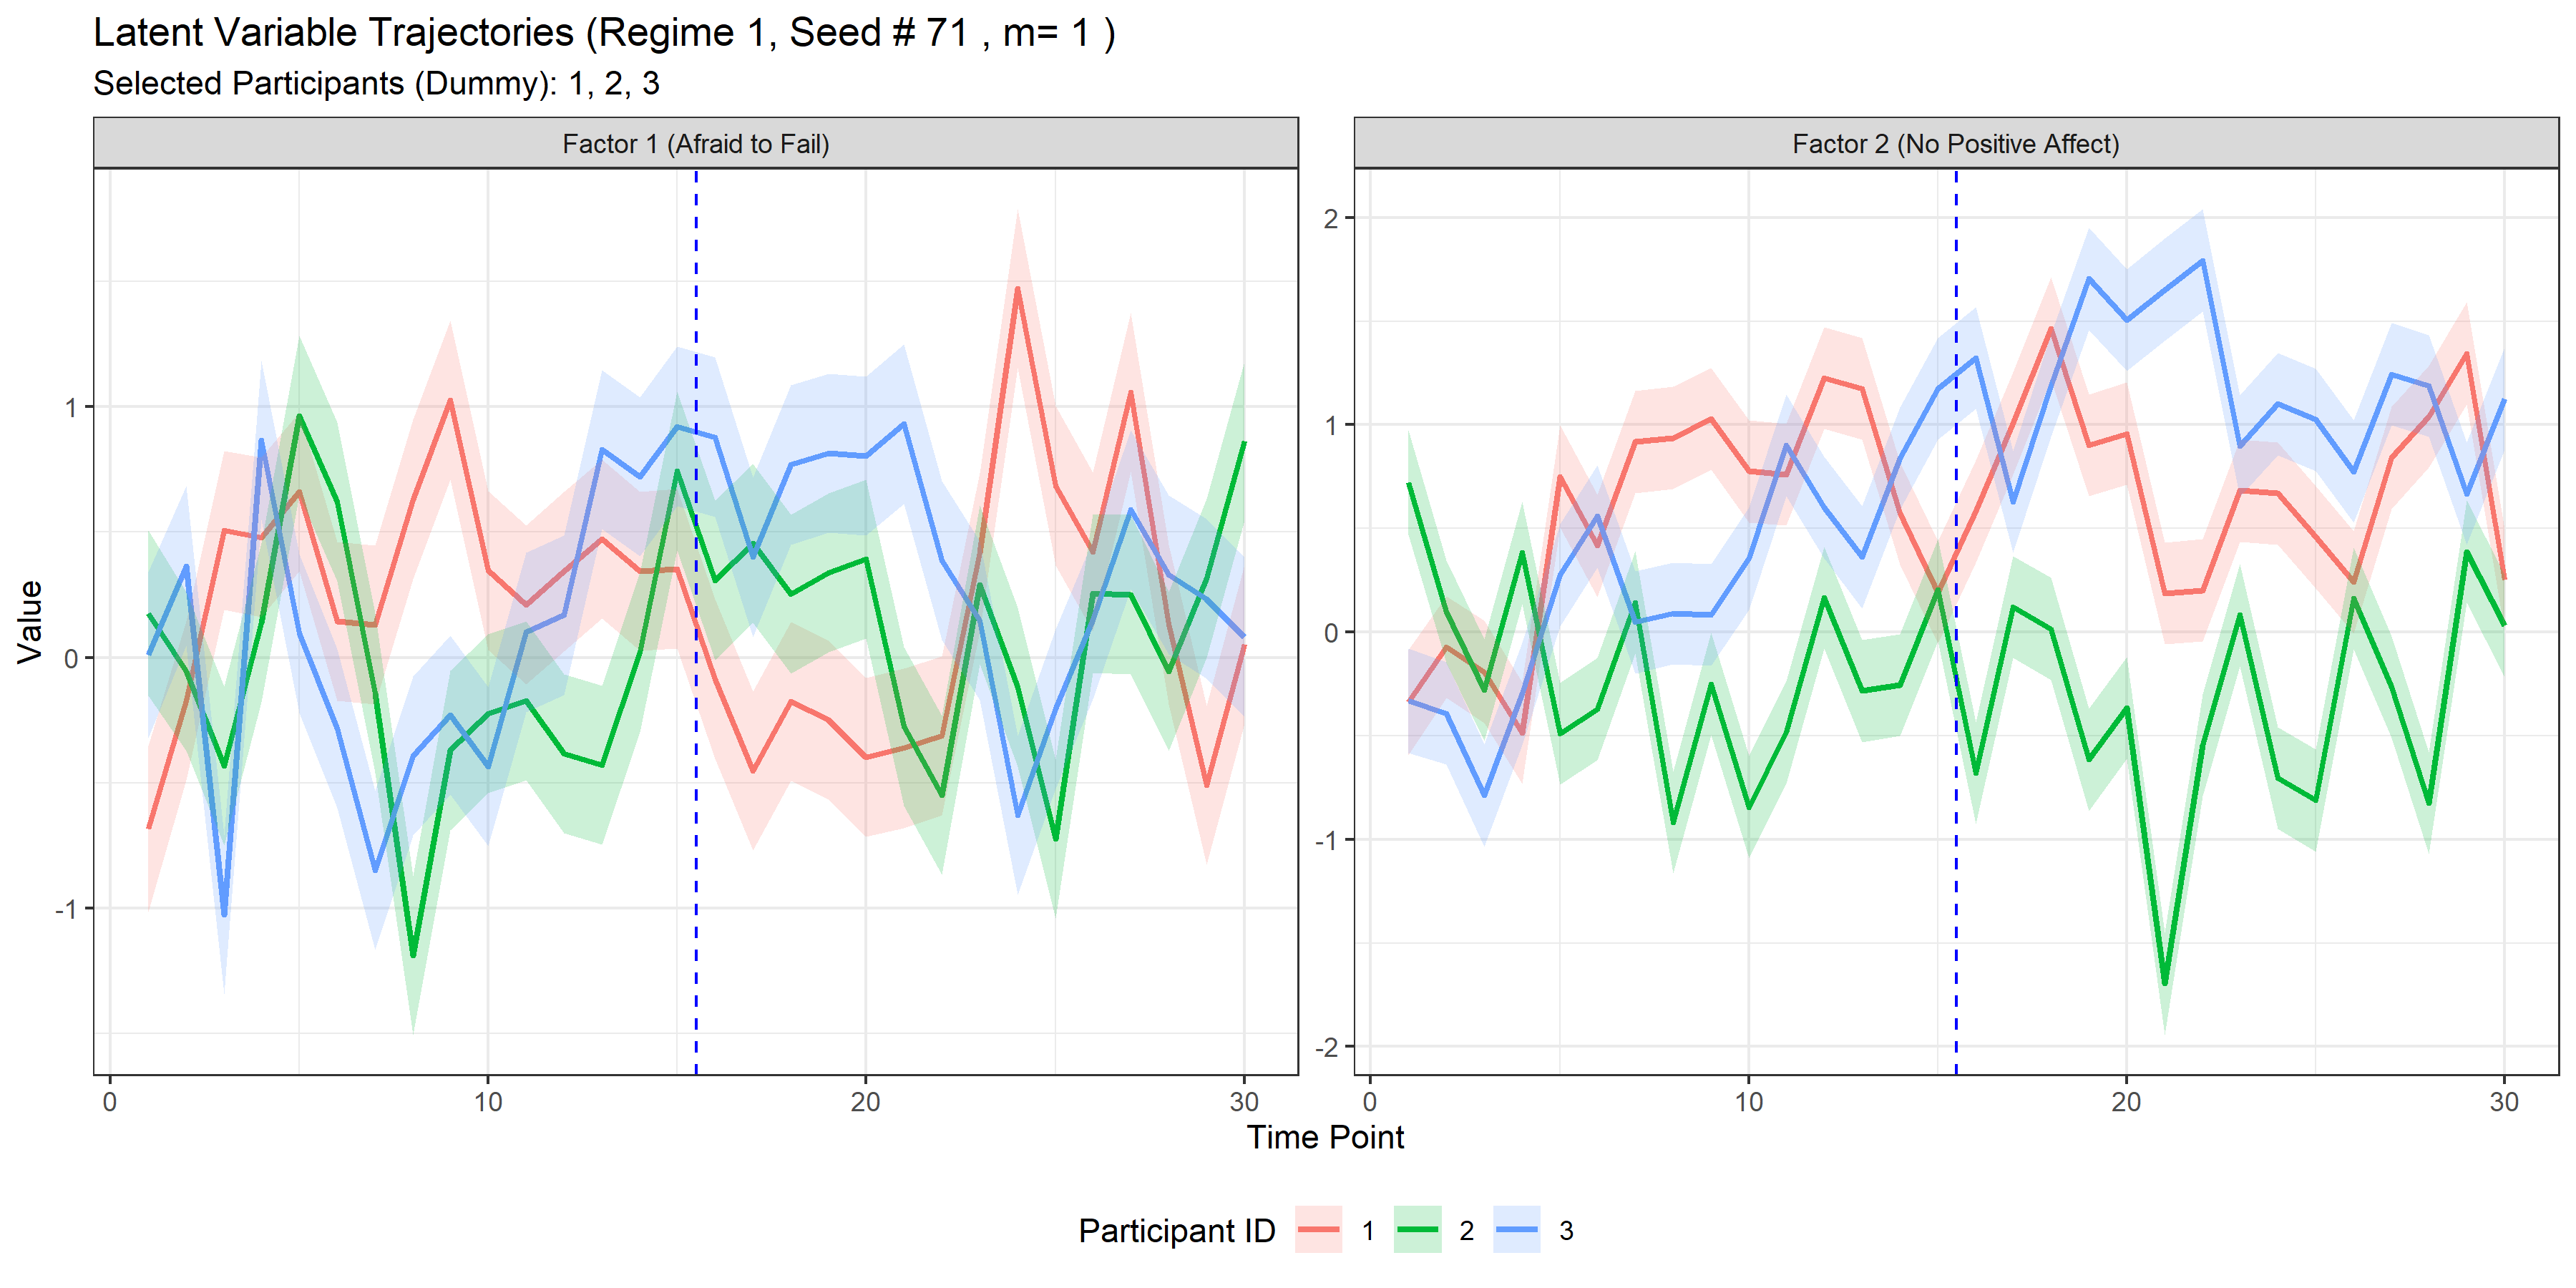 Latent Variable Trajectories (Regime 1, Seed # 71 , m= 1 )
Selected Participants (Dummy): 1, 2, 3
Factor 1 (Afraid to Fail)
Factor 2 (No Positive Affect)
Value
1
0
-1
2
1
0
-1
-2
0
10
20
30
0
10
20
30
Time Point
Participant ID 1 2 3